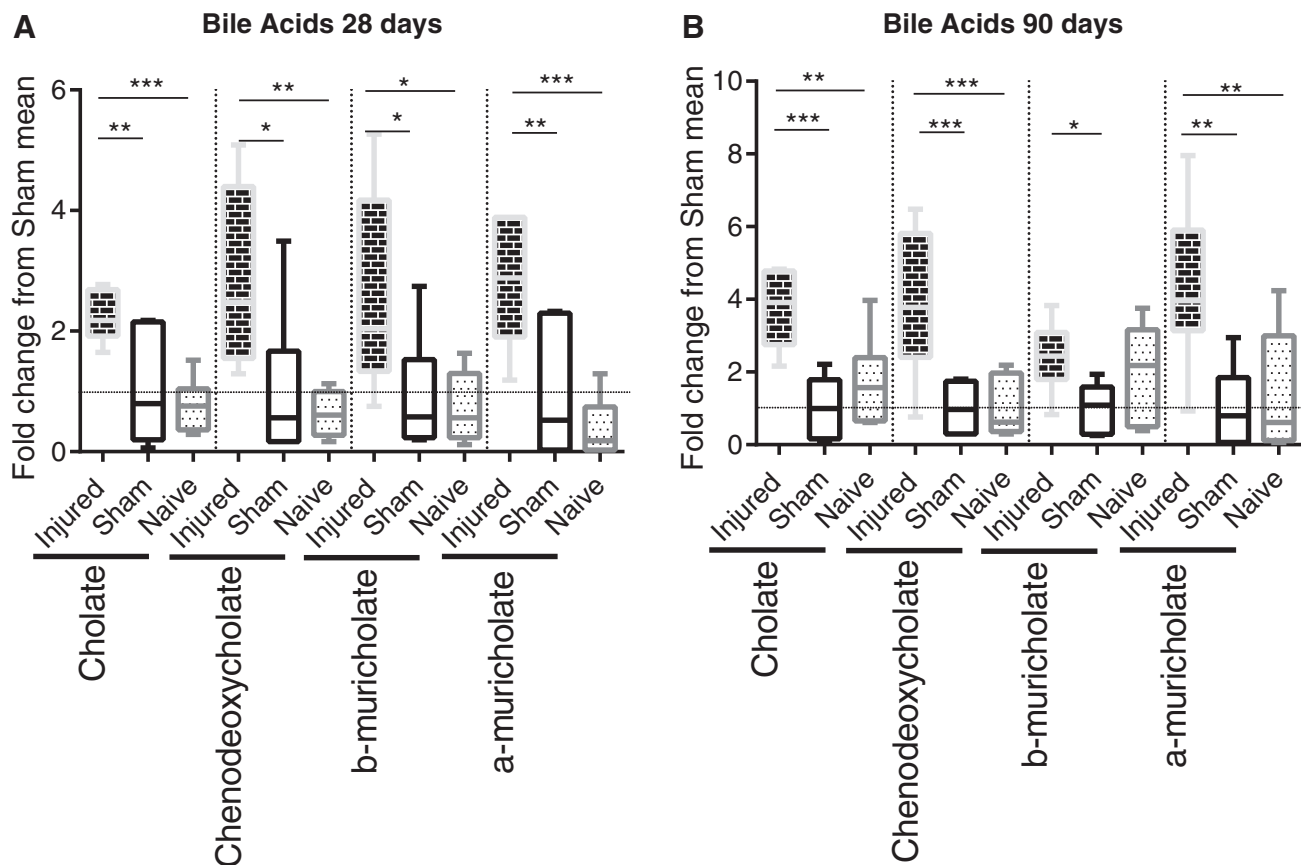 A
Bile Acids 28 days
Fold change from Sham mean
6
4
2
0
*** ** ** * * * *** **
Injured Sham Naive Injured Sham Naive Injured Sham Naive Injured Sham Naive
Cholate
Chenodeoxycholate
b-muricholate
a-muricholate
B
Bile Acids 90 days
Fold change from Sham mean
10
8
6
4
2
0
** *** *** *** * ** **
Injured Sham Naive Injured Sham Naive Injured Sham Naive Injured Sham Naive
Cholate
Chenodeoxycholate
b-muricholate
a-muricholate